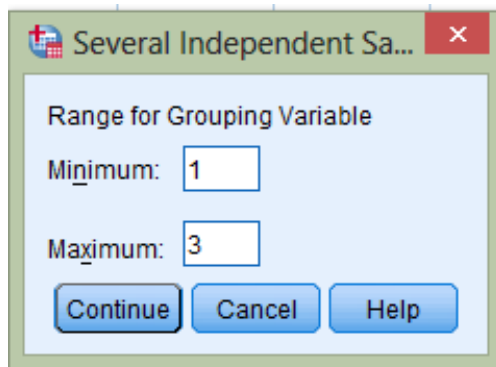 Several Independent Sa...
Range for Grouping Variable
Minimum: 1
Maximum: 3
Continue Cancel Help